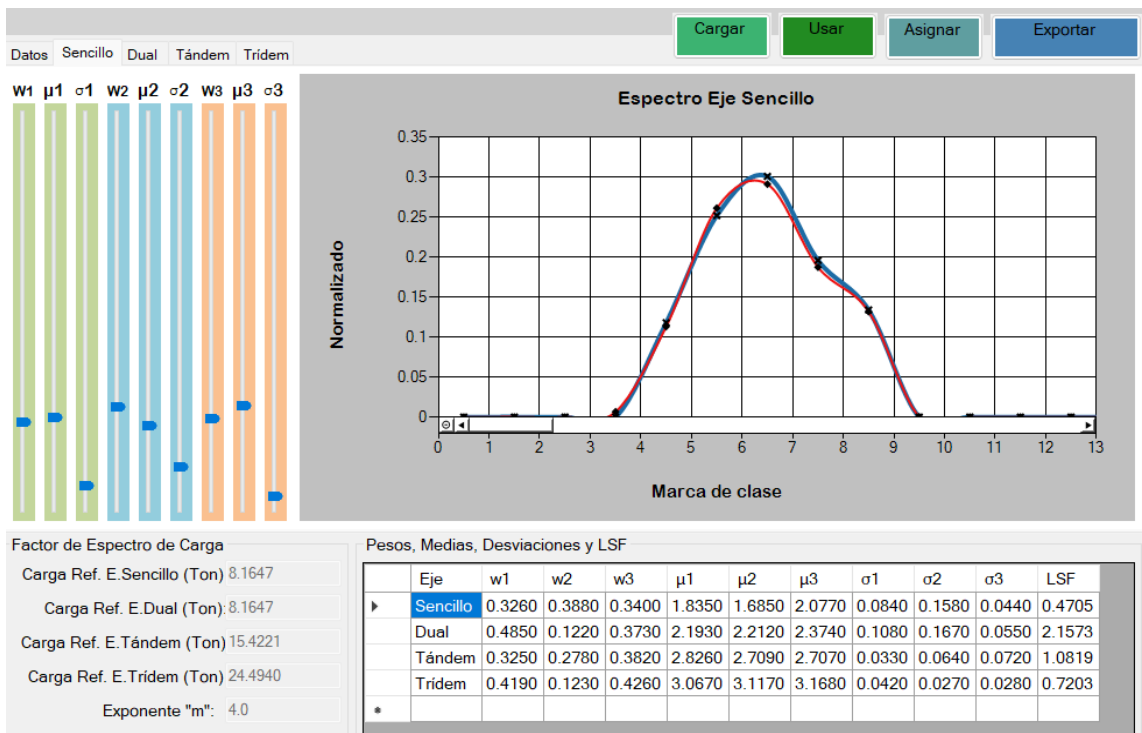 Cargar Usar Asignar Exportar
Datos Sencillo Dual Tándem Trídem
w1 μ1 σ1 w2 μ2 σ2 w3 μ3 σ3
Espectro Eje Sencillo
0.35
0.3
0.25
0.2
0.15
0.1
0.05
0
Normalizado
0 1 2 3 4 5 6 7 8 9 10 11 12 13
Marca de clase
Factor de Espectro de Carga
Carga Ref. E.Sencillo (Ton) 8.1647
Carga Ref. E.Dual (Ton): 8.1647
Carga Ref. E.Tándem (Ton) 15.4221
Carga Ref. E.Trídem (Ton) 24.4940
Exponente "m": 4.0
Pesos, Medias, Desviaciones y LSF
Eje w1 w2 w3 μ1 μ2 μ3 σ1 σ2 σ3 LSF
Sencillo 0.3260 0.3880 0.3400 1.8350 1.6850 2.0770 0.0840 0.1580 0.0440 0.4705
Dual 0.4850 0.1220 0.3730 2.1930 2.2120 2.3740 0.1080 0.1670 0.0550 2.1573
Tándem 0.3250 0.2780 0.3820 2.8260 2.7090 2.7070 0.0330 0.0640 0.0720 1.0819
Trídem 0.4190 0.1230 0.4260 3.0670 3.1170 3.1680 0.0420 0.0270 0.0280 0.7203